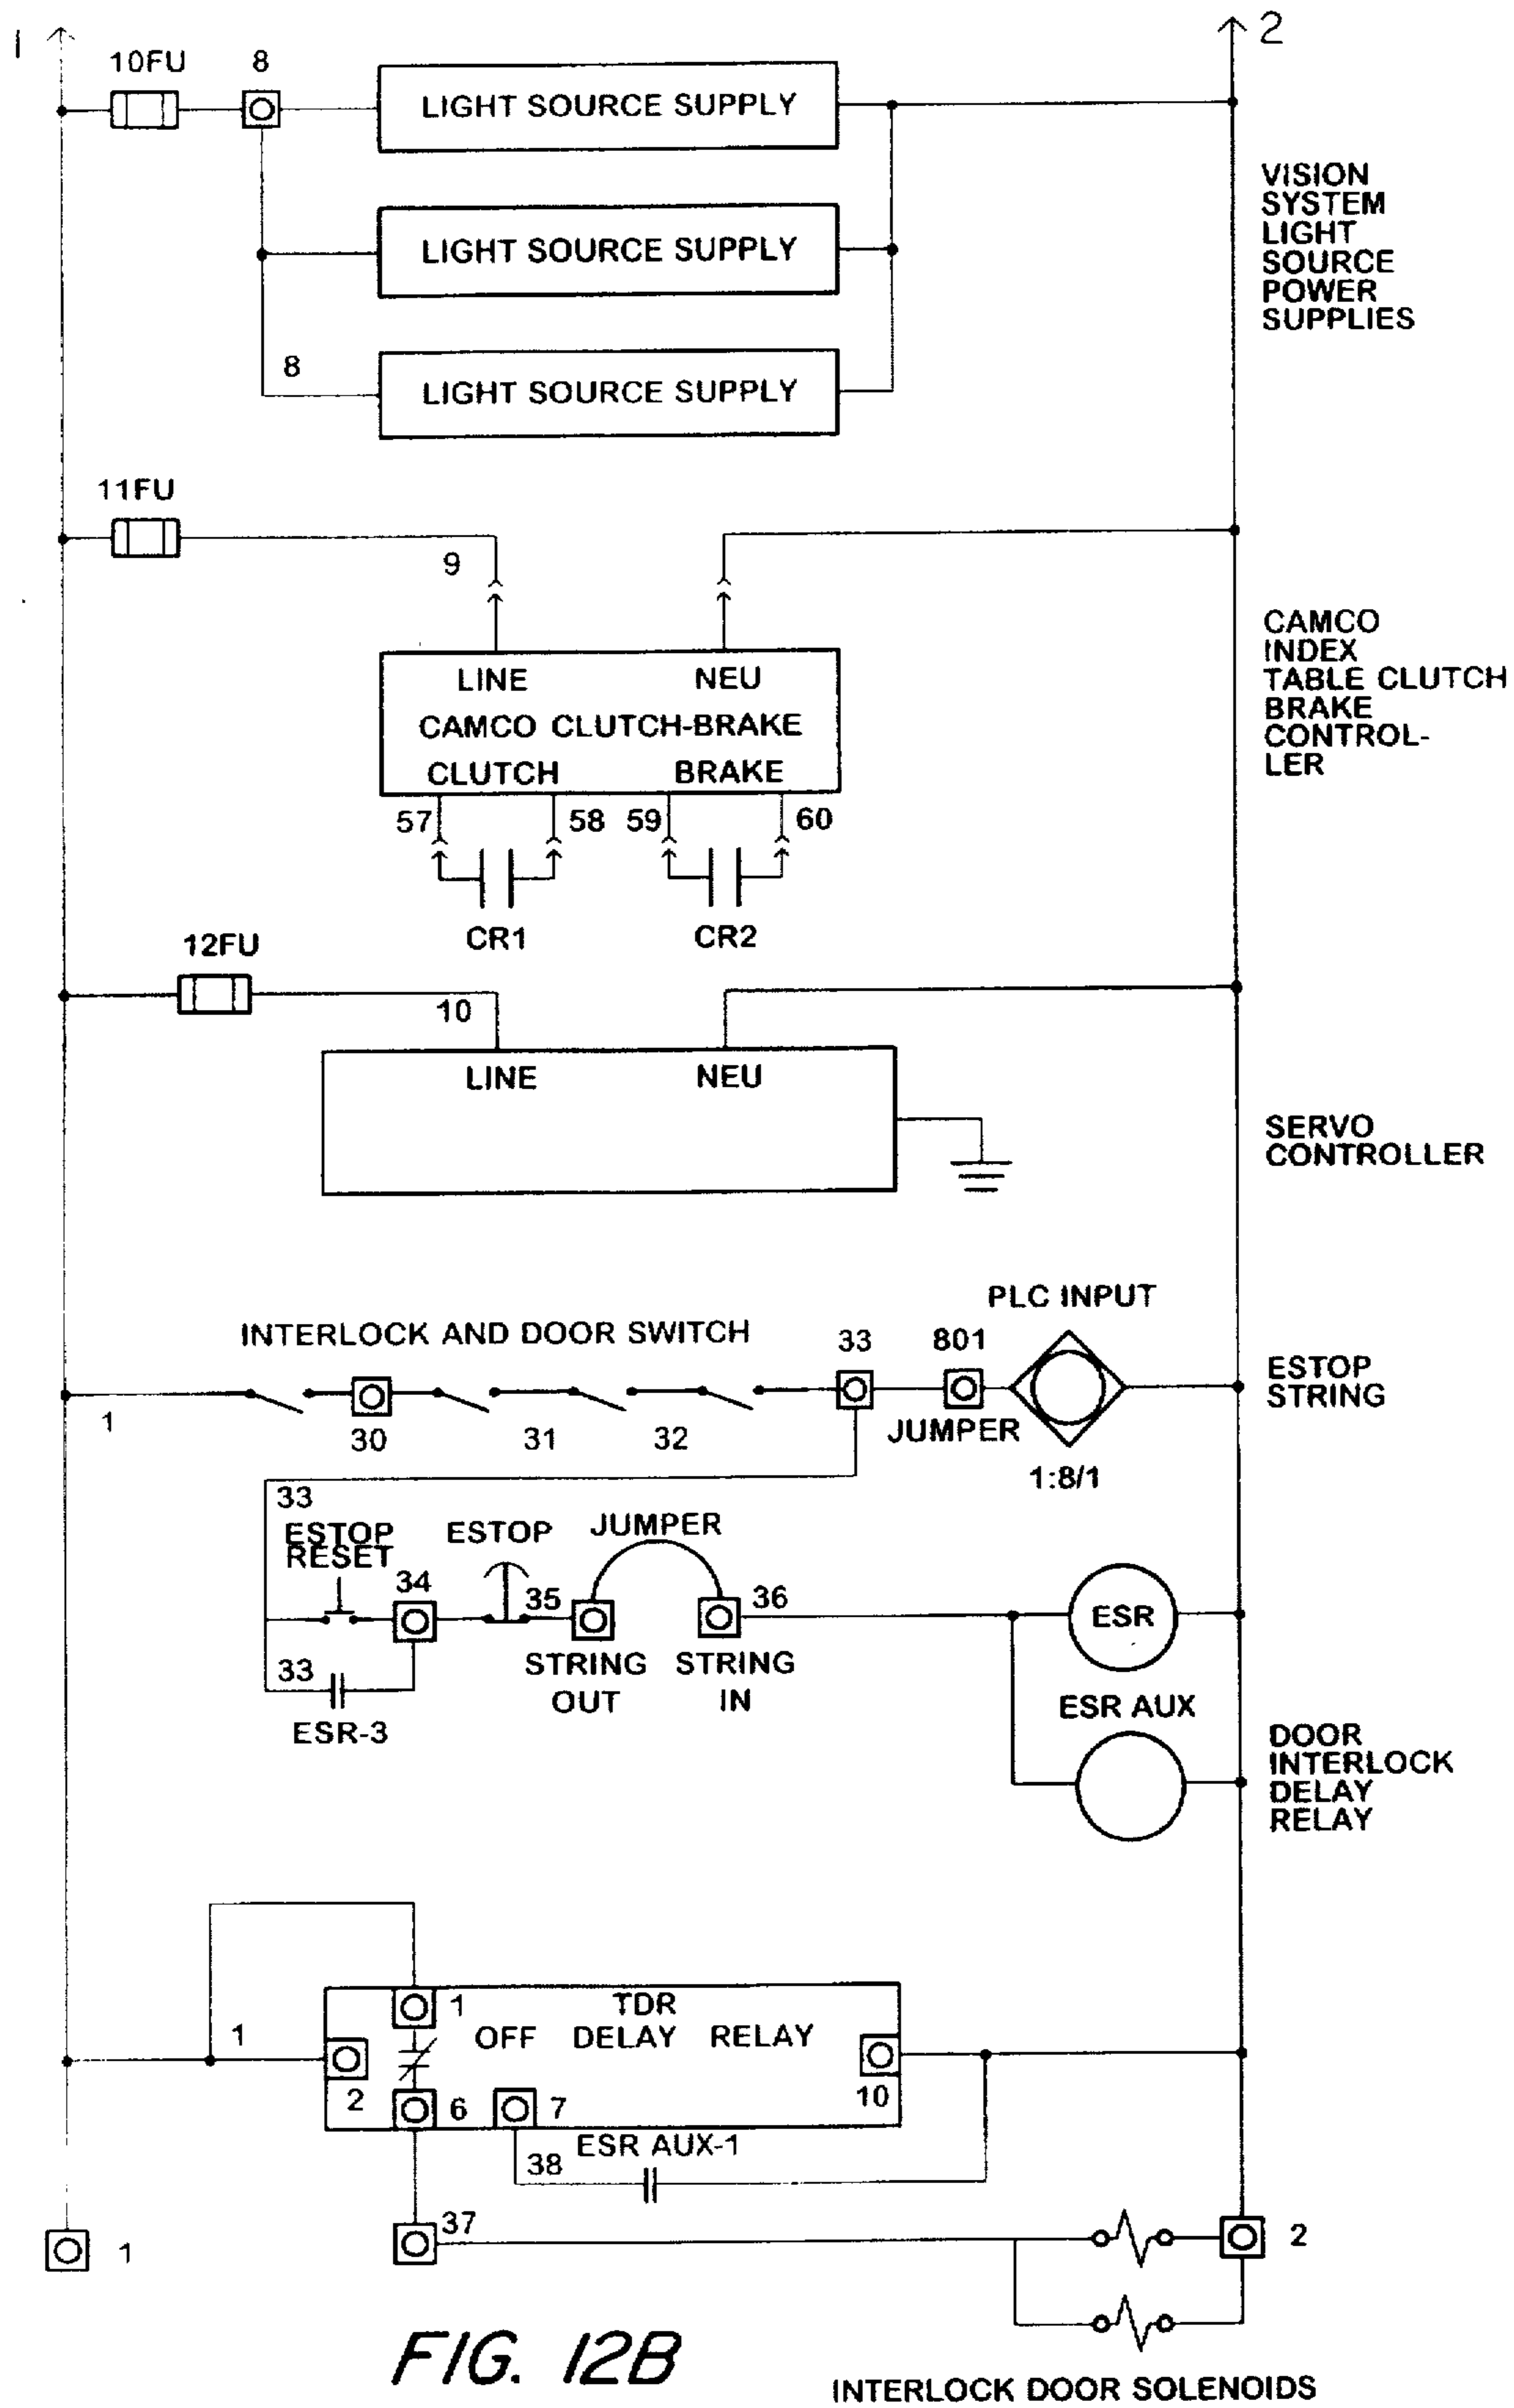 1
2
10FU
8
LIGHT SOURCE SUPPLY
LIGHT SOURCE SUPPLY
8
LIGHT SOURCE SUPPLY
VISION
SYSTEM
LIGHT
SOURCE
POWER
SUPPLIES
11FU
9
LINE NEU
CAMCO CLUTCH-BRAKE
CLUTCH BRAKE
57 58 59 60
CR1 CR2
CAMCO
INDEX
TABLE CLUTCH
BRAKE
CONTROL-
LER
12FU
10
LINE NEU
SERVO
CONTROLLER
PLC INPUT
INTERLOCK AND DOOR SWITCH
33 801
1 30 31 32
JUMPER
1:8/1
ESTOP
STRING
33
ESTOP
RESET
34
ESTOP
35
JUMPER
36
STRING
OUT
STRING
IN
ESR
33
ESR-3
ESR AUX
DOOR
INTERLOCK
DELAY
RELAY
1
1
TDR
OFF DELAY RELAY
2
6
7
10
ESR AUX-1
38
37
1
2
FIG. 12B
INTERLOCK DOOR SOLENOIDS